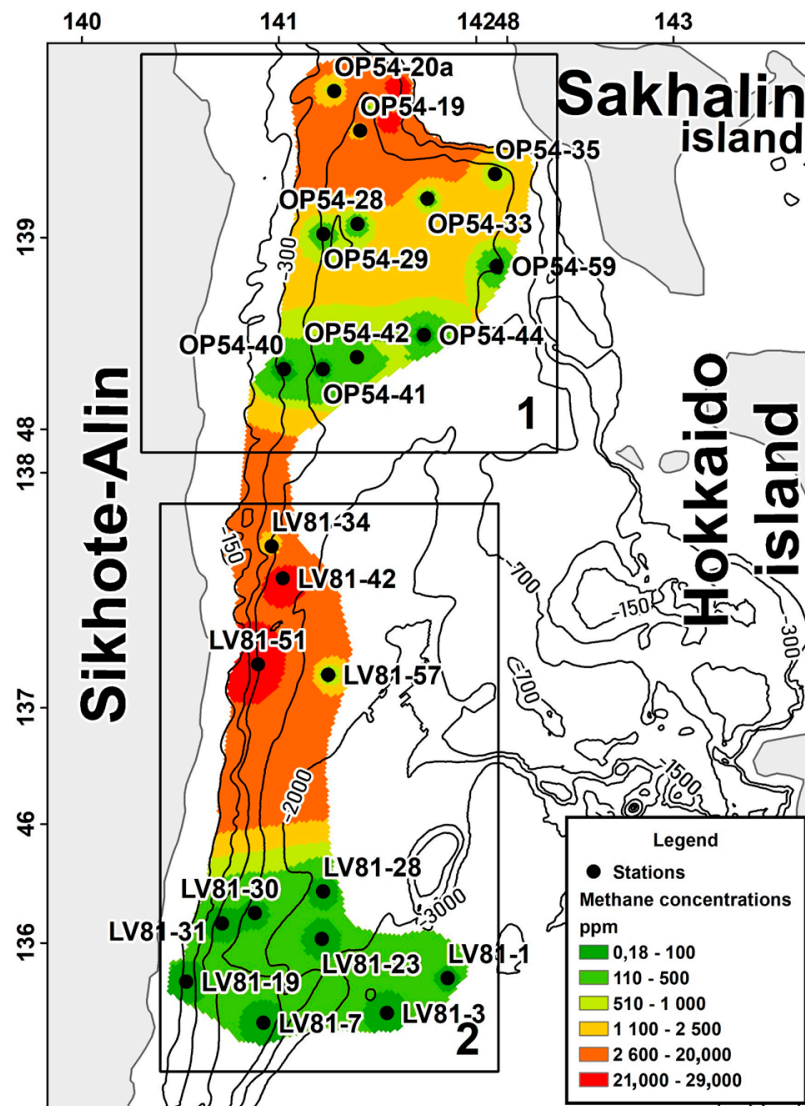 140 141 142 48 143
OP54-20a
OP54-19
Sakhalin
island
OP54-35
OP54-28
OP54-33
139
OP54-29
-300
OP54-59
OP54-42
OP54-44
OP54-40
OP54-41
1
48
138
Sikhote-Alin
Hokkaido
island
LV81-34
-150
LV81-42
-700
-150
-300
LV81-51
LV81-57
-700
137
-1500
-2000
46
LV81-28
LV81-30
-3000
LV81-31
LV81-1
136
LV81-23
LV81-19
LV81-3
LV81-7
2
Legend
Stations
Methane concentrations
ppm
0,18 - 100
110 - 500
510 - 1 000
1 100 - 2 500
2 600 - 20,000
21,000 - 29,000